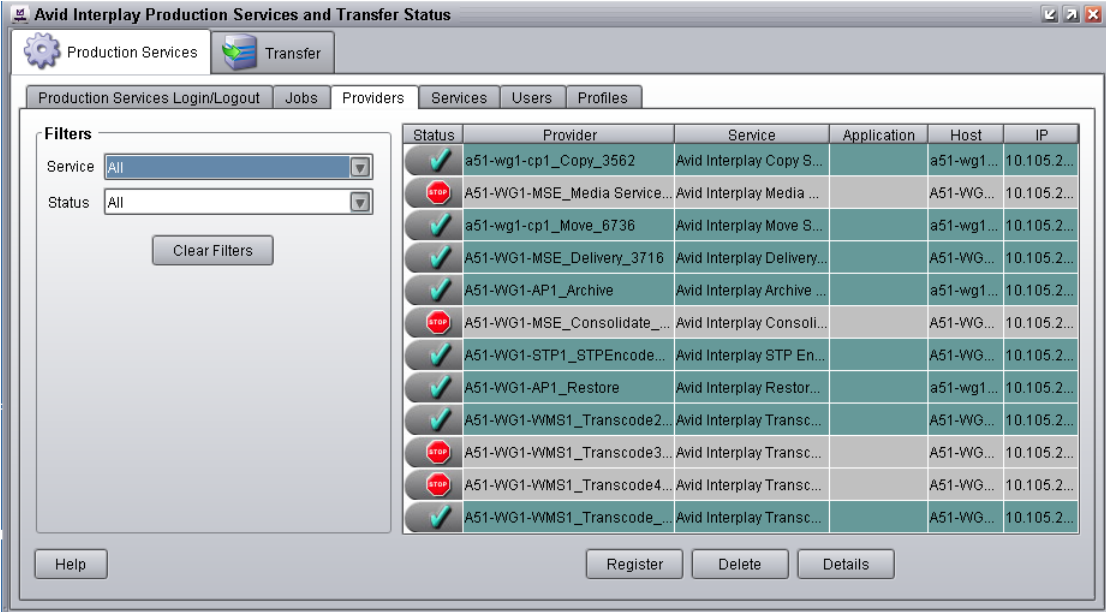 Avid Interplay Production Services and Transfer Status
Production Services Transfer
Production Services Login/Logout Jobs Providers Services Users Profiles
Filters
Service All
Status All
Clear Filters
Status Provider Service Application Host IP
a51-wg1-cp1_Copy_3562 Avid Interplay Copy S... a51-wg1... 10.105.2...
STOP A51-WG1-MSE_Media Service... Avid Interplay Media ... A51-WG... 10.105.2...
a51-wg1-cp1_Move_6736 Avid Interplay Move S... a51-wg1... 10.105.2...
A51-WG1-MSE_Delivery_3716 Avid Interplay Delivery... A51-WG... 10.105.2...
A51-WG1-AP1_Archive Avid Interplay Archive ... a51-wg1... 10.105.2...
STOP A51-WG1-MSE_Consolidate_... Avid Interplay Consoli... A51-WG... 10.105.2...
A51-WG1-STP1_STPEncode... Avid Interplay STP En... A51-WG... 10.105.2...
A51-WG1-AP1_Restore Avid Interplay Restor... a51-wg1... 10.105.2...
A51-WG1-WMS1_Transcode2... Avid Interplay Transc... A51-WG... 10.105.2...
STOP A51-WG1-WMS1_Transcode3... Avid Interplay Transc... A51-WG... 10.105.2...
STOP A51-WG1-WMS1_Transcode4... Avid Interplay Transc... A51-WG... 10.105.2...
A51-WG1-WMS1_Transcode_... Avid Interplay Transc... A51-WG... 10.105.2...
Help Register Delete Details